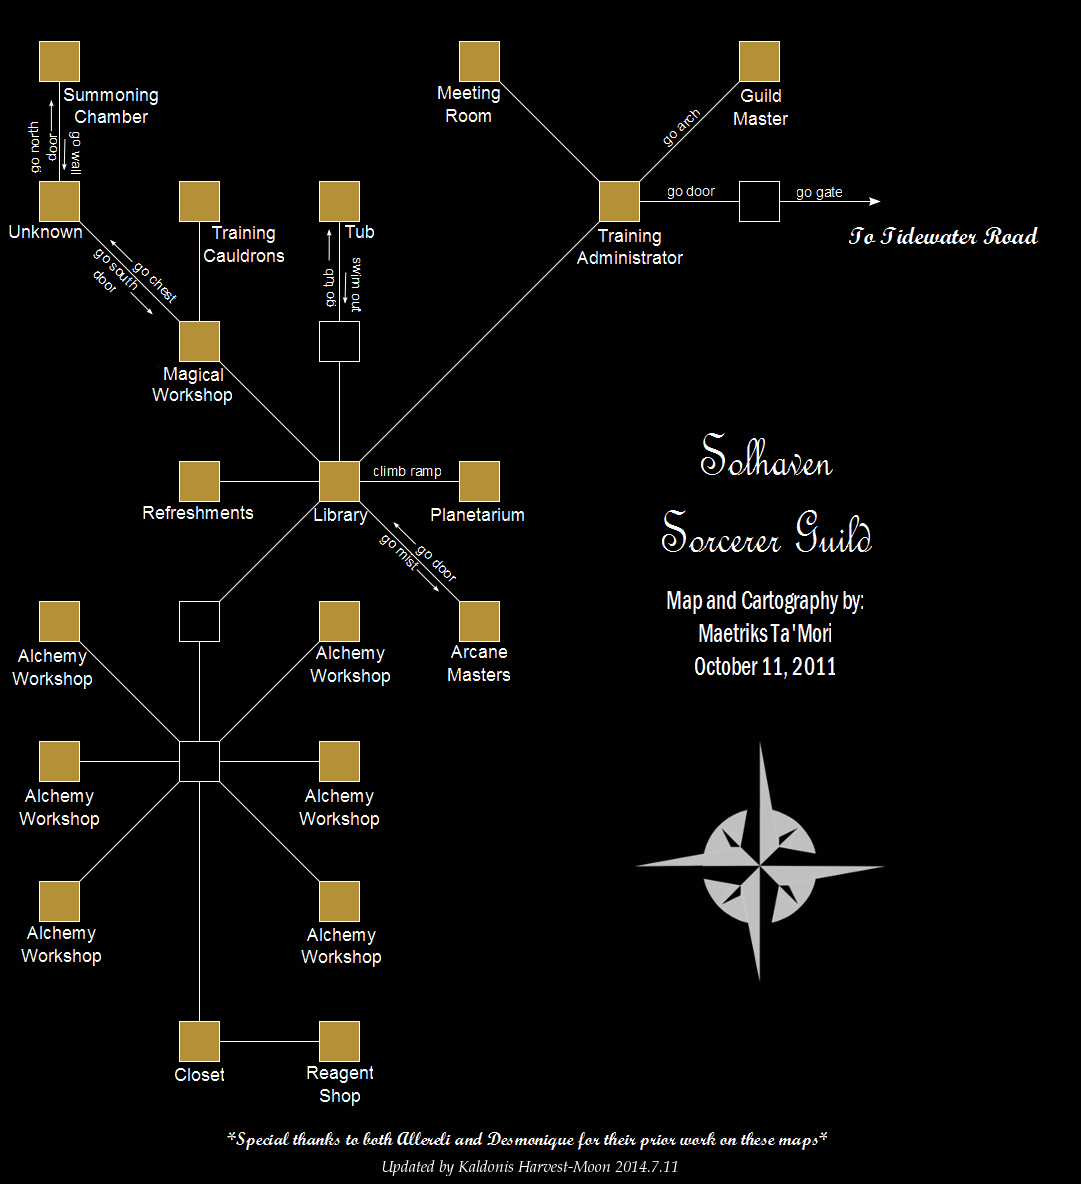 Summoning
Chamber
go north
door
go wall
Unknown
Meeting
Room
Guild
Master
go arch
go door
go gate
To Tidewater Road
Training
Administrator
Training
Cauldrons
Tub
go tub
swim out
go chest
go south
door
Magical
Workshop
Solhaven
Sorcerer Guild
Map and Cartography by:
Maetriks Ta'Mori
October 11, 2011
Refreshments
Library
climb ramp
Planetarium
go door
go mist
Arcane
Masters
Alchemy
Workshop
Alchemy
Workshop
Alchemy
Workshop
Alchemy
Workshop
Alchemy
Workshop
Alchemy
Workshop
Closet
Reagent
Shop
*Special thanks to both Allereli and Desmonique for their prior work on these maps*
Updated by Kaldonis Harvest-Moon 2014.7.11